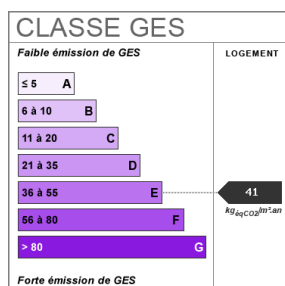 CLASSE GES
Faible émission de GES
LOGEMENT
≤ 5 A
6 à 10 B
11 à 20 C
21 à 35 D
36 à 55 E
41
kgéqCO2/m².an
56 à 80 F
> 80 G
Forte émission de GES